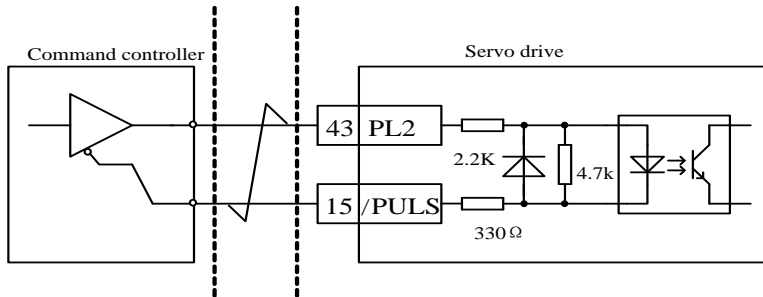 Command controller
Servo drive
43 PL2
2.2K
4.7k
15 /PULS
330Ω